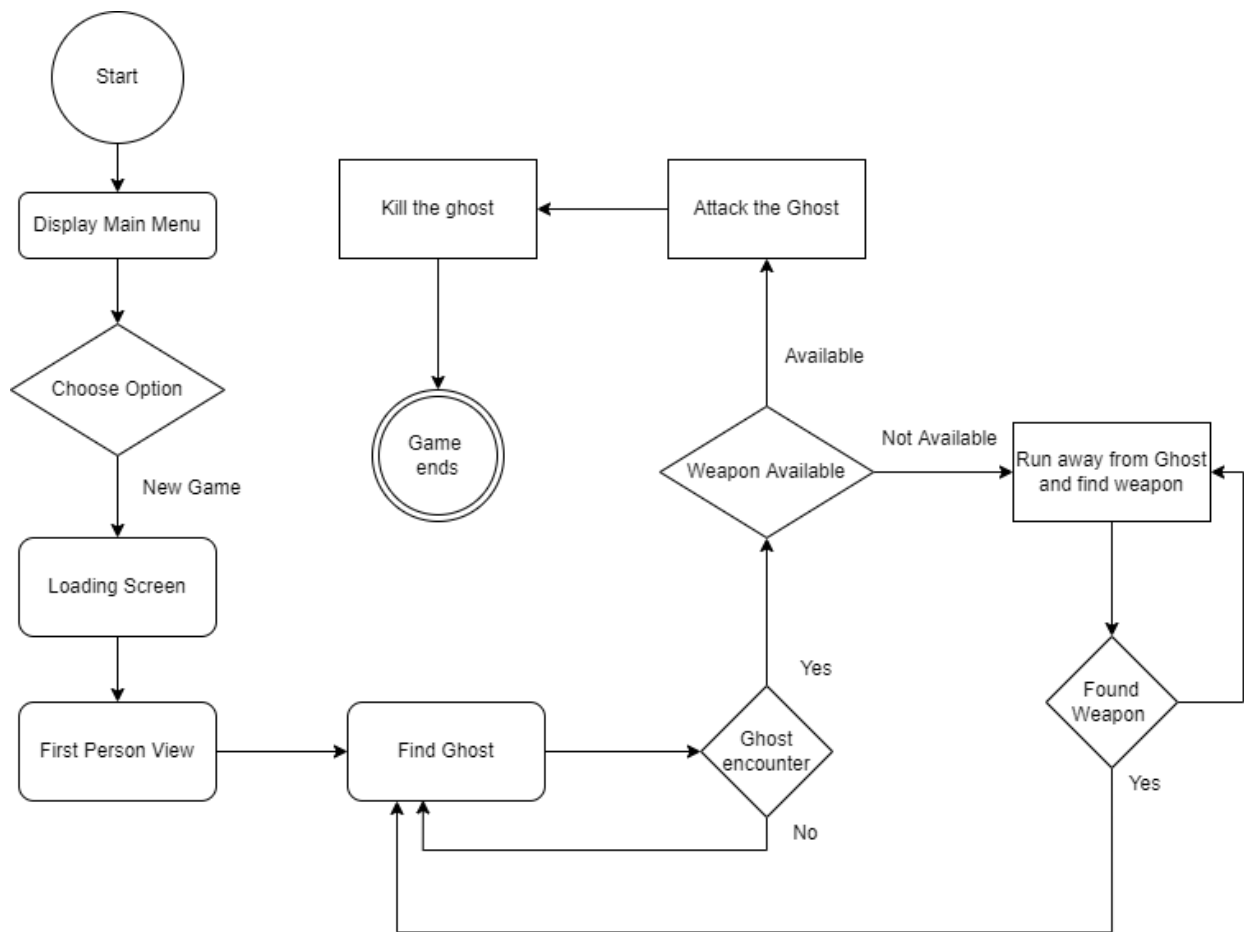 Start
Display Main Menu
Choose Option
New Game
Loading Screen
First Person View
Find Ghost
Ghost
encounter
No
Yes
Weapon Available
Available
Attack the Ghost
Kill the ghost
Game
ends
Not Available
Run away from Ghost
and find weapon
Found
Weapon
Yes